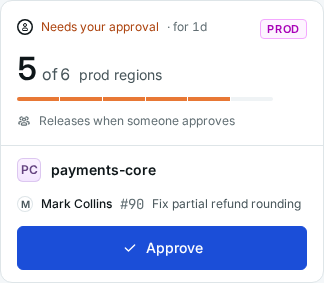 Needs your approval · for 1d
PROD
5 of 6 prod regions
Releases when someone approves
PC payments-core
M Mark Collins #90 Fix partial refund rounding
Approve